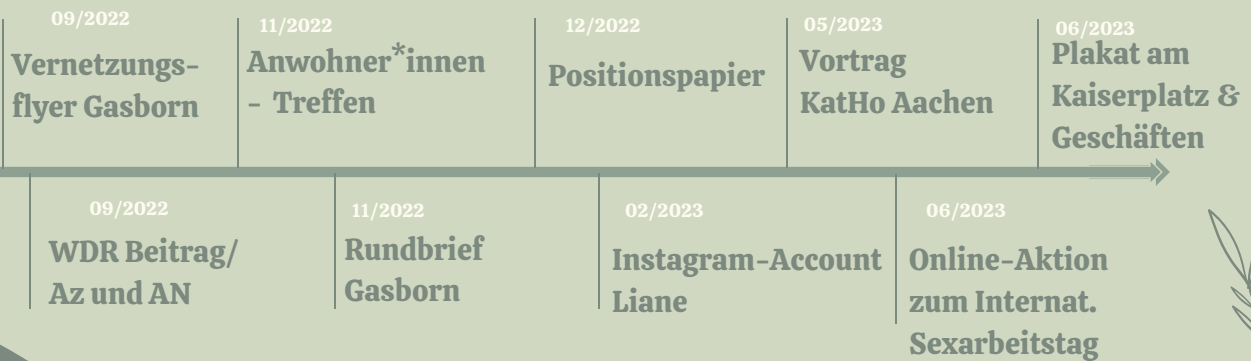 09/2022
Vernetzungs-
flyer Gasborn
11/2022
Anwohner*innen
- Treffen
12/2022
Positionspapier
05/2023
Vortrag
KatHo Aachen
06/2023
Plakat am
Kaiserplatz &
Geschäften
09/2022
WDR Beitrag/
Az und AN
11/2022
Rundbrief
Gasborn
02/2023
Instagram-Account
Liane
06/2023
Online-Aktion
zum Internat.
Sexarbeitstag